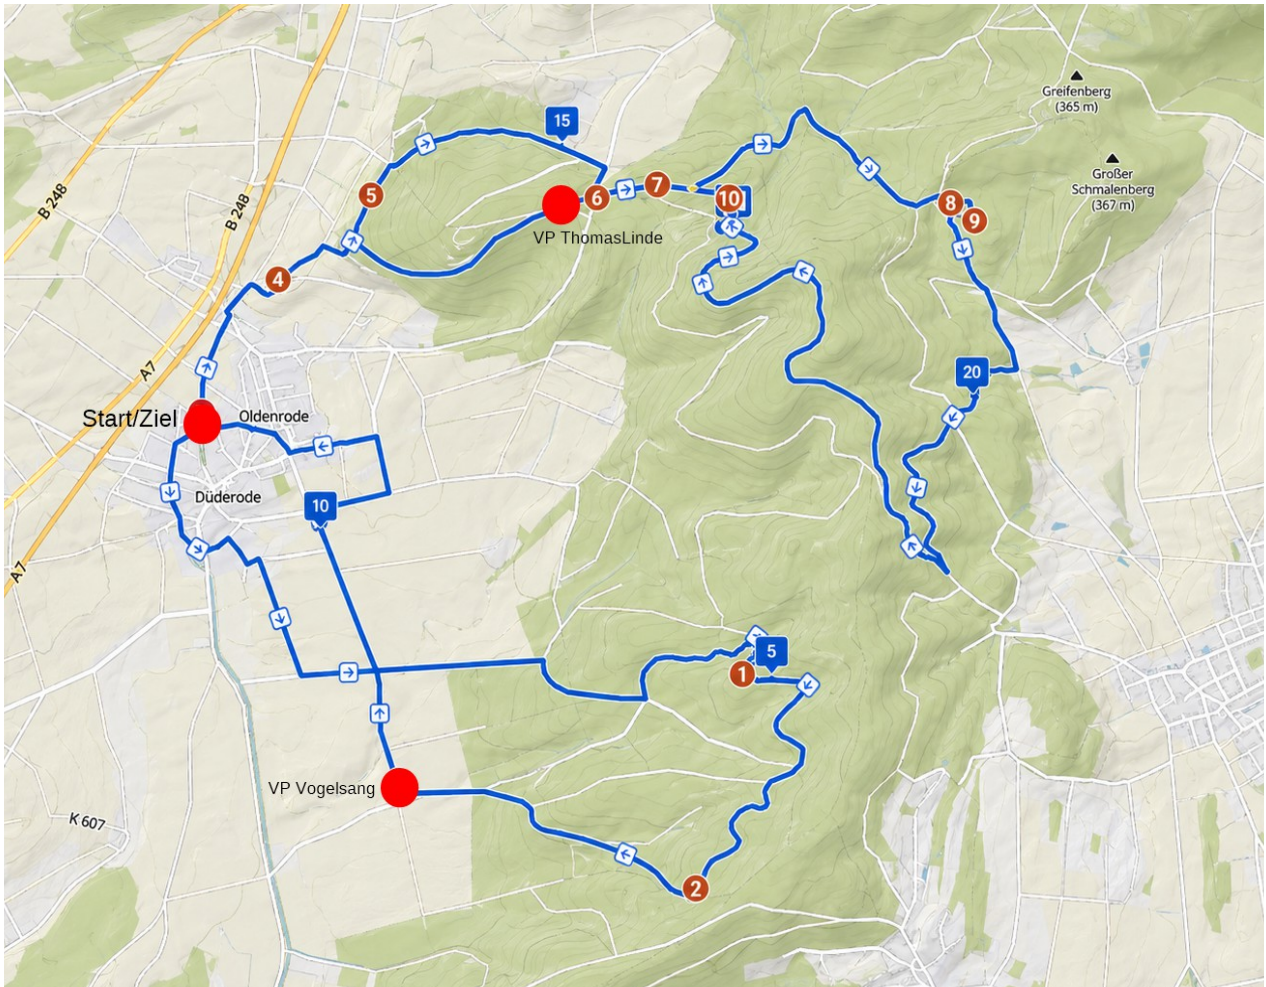 Greifenberg
(365 m)
15
Großer
Schmalenberg
(367 m)
B 248
B 248
5
6
7
10
8
9
VP ThomasLinde
4
A7
20
Start/Ziel
Oldenrode
Düderode
10
A7
5
1
VP Vogelsang
K 607
2